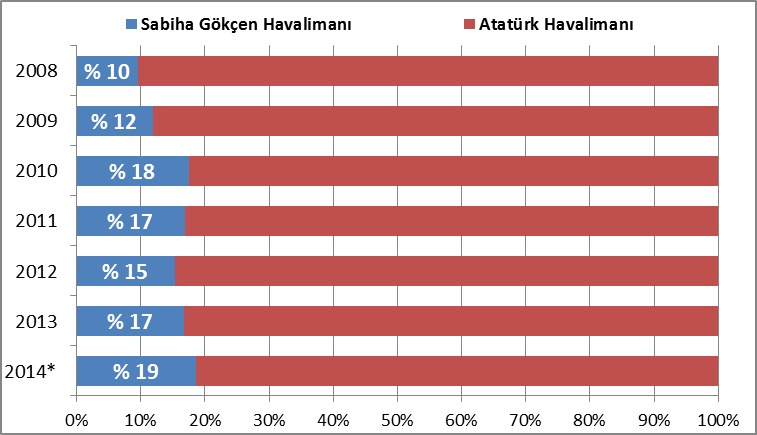 Sabiha Gökçen Havalimanı Atatürk Havalimanı
2008 % 10
2009 % 12
2010 % 18
2011 % 17
2012 % 15
2013 % 17
2014* % 19
0% 10% 20% 30% 40% 50% 60% 70% 80% 90% 100%